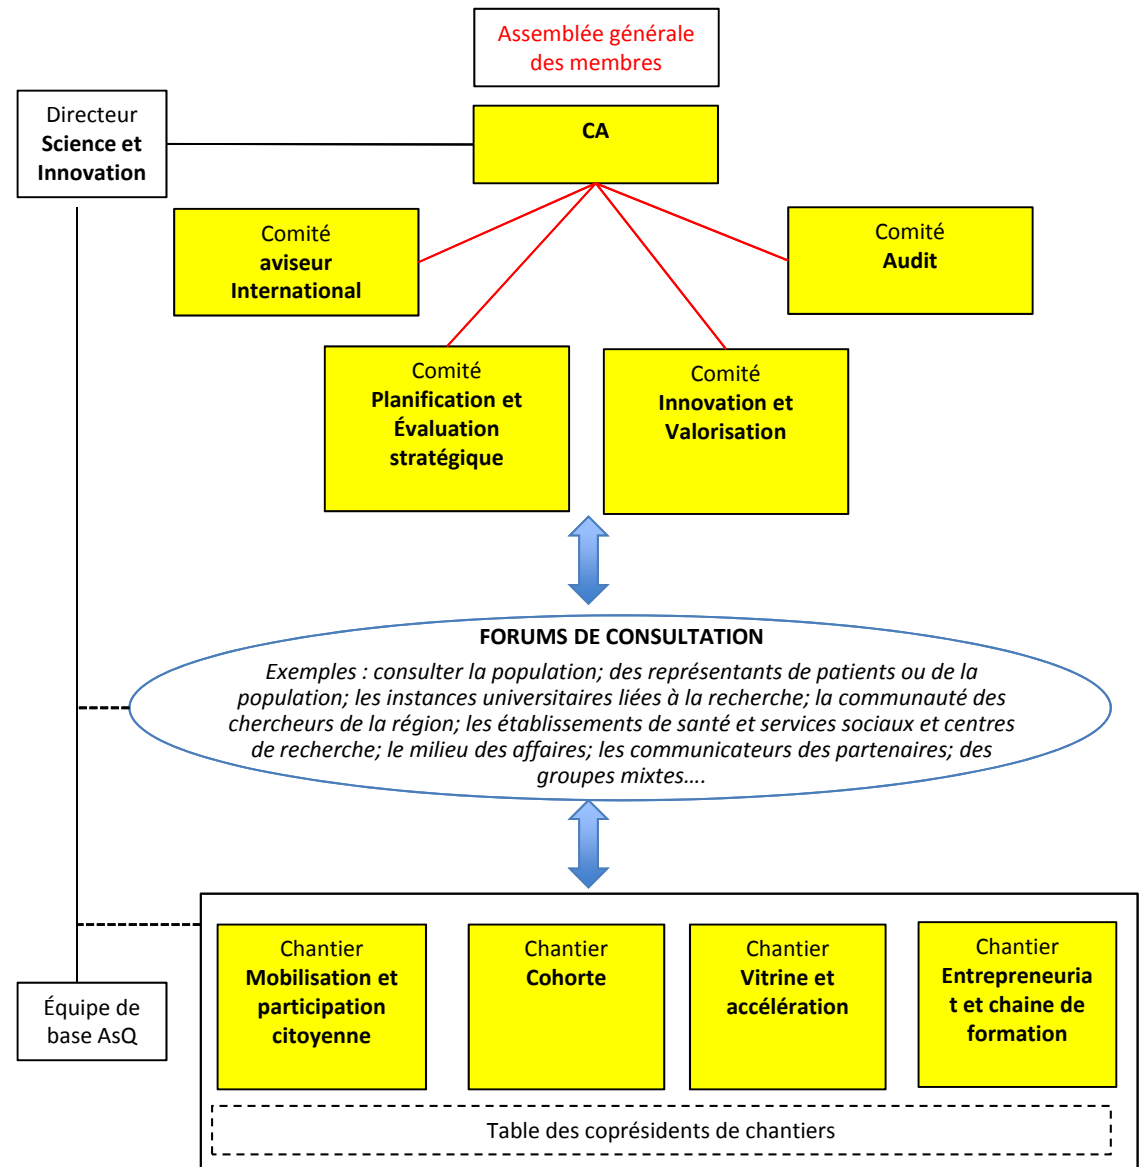 Assemblée générale
des membres
Directeur
Science et
Innovation
CA
Comité
aviseur
International
Comité
Audit
Comité
Planification et
Évaluation
stratégique
Comité
Innovation et
Valorisation
FORUMS DE CONSULTATION
Exemples : consulter la population; des représentants de patients ou de la
population; les instances universitaires liées à la recherche; la communauté des
chercheurs de la région; les établissements de santé et services sociaux et centres
de recherche; le milieu des affaires; les communicateurs des partenaires; des
groupes mixtes….
Équipe de
base AsQ
Chantier
Mobilisation et
participation
citoyenne
Chantier
Cohorte
Chantier
Vitrine et
accélération
Chantier
Entrepreneuria
t et chaine de
formation
Table des coprésidents de chantiers